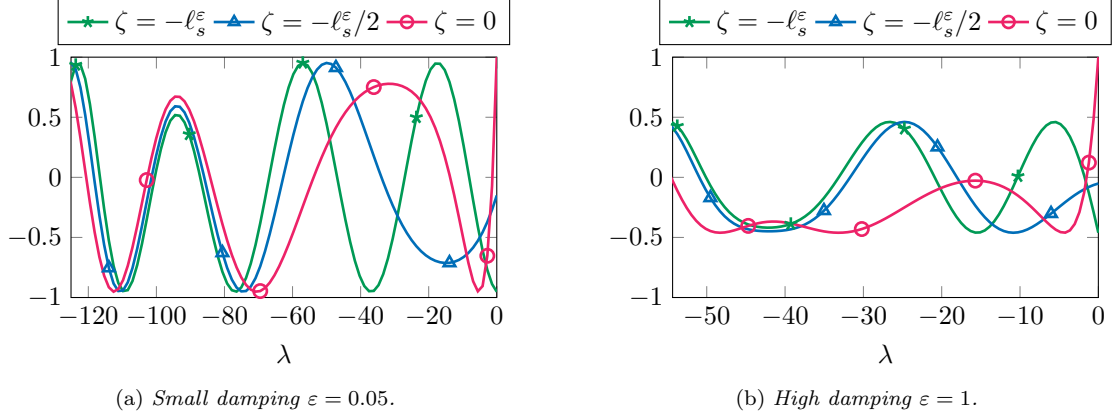 ζ = −ℓ_s^ε ζ = −ℓ_s^ε/2 ζ = 0
1
0.5
0
−0.5
−1
−120 −100 −80 −60 −40 −20 0
λ
(a) Small damping ε = 0.05.
ζ = −ℓ_s^ε ζ = −ℓ_s^ε/2 ζ = 0
1
0.5
0
−0.5
−1
−50 −40 −30 −20 −10 0
λ
(b) High damping ε = 1.